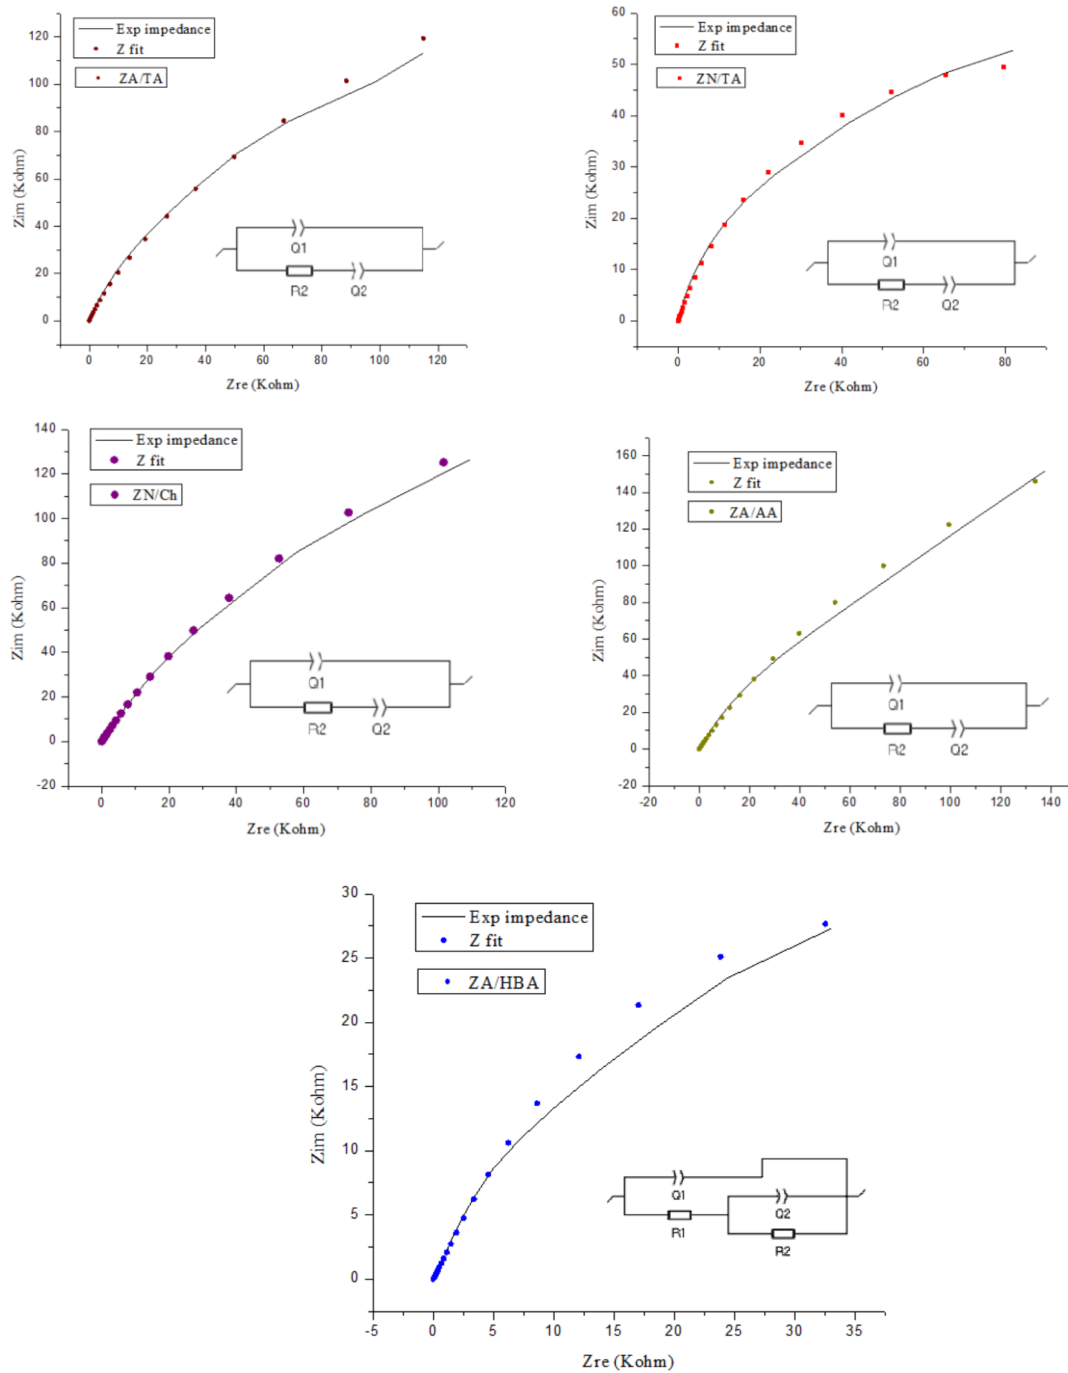 Exp impedance
Z fit
ZA/TA
120
100
80
60
40
20
0
Zim (Kohm)
Q1
R2
Q2
0 20 40 60 80 100 120
Zre (Kohm)
Exp impedance
Z fit
ZN/TA
60
50
40
30
20
10
0
Zim (Kohm)
Q1
R2
Q2
0 20 40 60 80
Zre (Kohm)
Exp impedance
Z fit
ZN/Ch
140
120
100
80
60
40
20
0
-20
Zim (Kohm)
Q1
R2
Q2
0 20 40 60 80 100 120
Zre (Kohm)
Exp impedance
Z fit
ZA/AA
160
140
120
100
80
60
40
20
0
-20
Zim (Kohm)
Q1
R2
Q2
-20 0 20 40 60 80 100 120 140
Zre (Kohm)
Exp impedance
Z fit
ZA/HBA
30
25
20
15
10
5
0
Zim (Kohm)
Q1
Q2
R1
R2
-5 0 5 10 15 20 25 30 35
Zre (Kohm)